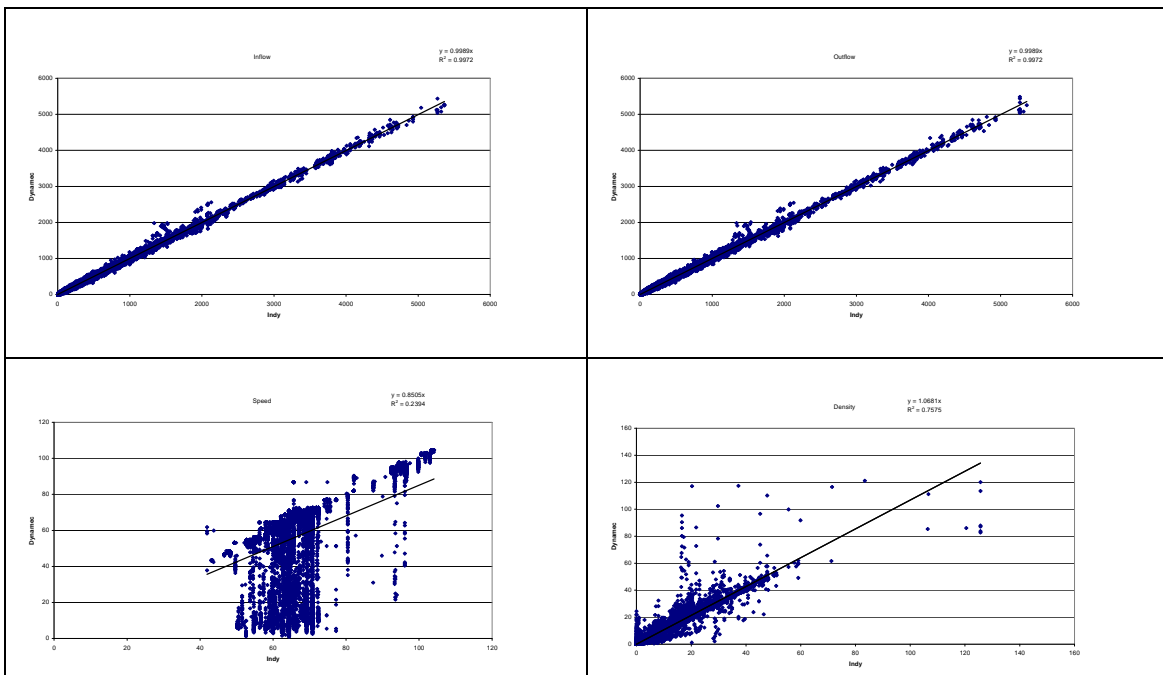 Inflow
y = 0.9989x
R² = 0.9972
6000
5000
4000
3000
2000
1000
0
Dynamec
0 1000 2000 3000 4000 5000 6000
Indy
Outflow
y = 0.9989x
R² = 0.9972
6000
5000
4000
3000
2000
1000
0
Dynamec
0 1000 2000 3000 4000 5000 6000
Indy
Speed
y = 0.8505x
R² = 0.2394
120
100
80
60
40
20
0
Dynamec
0 20 40 60 80 100 120
Indy
Density
y = 1.0681x
R² = 0.7575
160
140
120
100
80
60
40
20
0
Dynamec
0 20 40 60 80 100 120 140 160
Indy